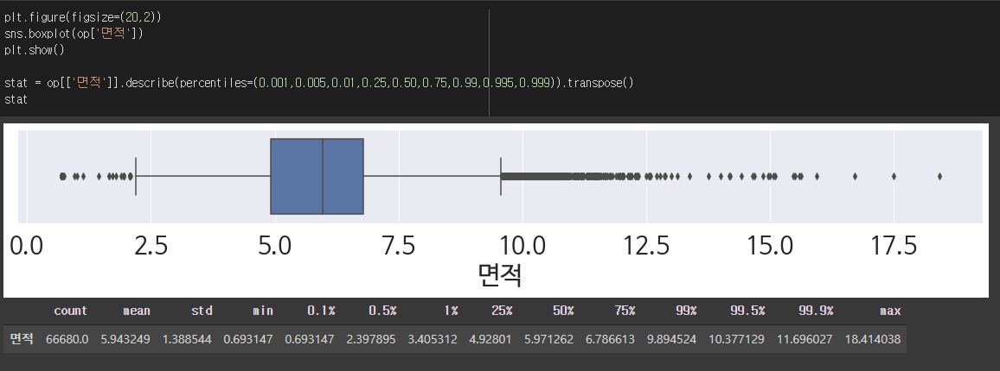 plt.figure(figsize=(20,2))
sns.boxplot(op['면적'])
plt.show()
stat = op[['면적']].describe(percentiles=(0.001,0.005,0.01,0.25,0.50,0.75,0.99,0.995,0.999)).transpose()
stat
0.0 2.5 5.0 7.5 10.0 12.5 15.0 17.5
면적
count mean std min 0.1% 0.5% 1% 25% 50% 75% 99% 99.5% 99.9% max
면적 66680.0 5.943249 1.388544 0.693147 0.693147 2.397895 3.405312 4.92801 5.971262 6.786613 9.894524 10.377129 11.696027 18.414038